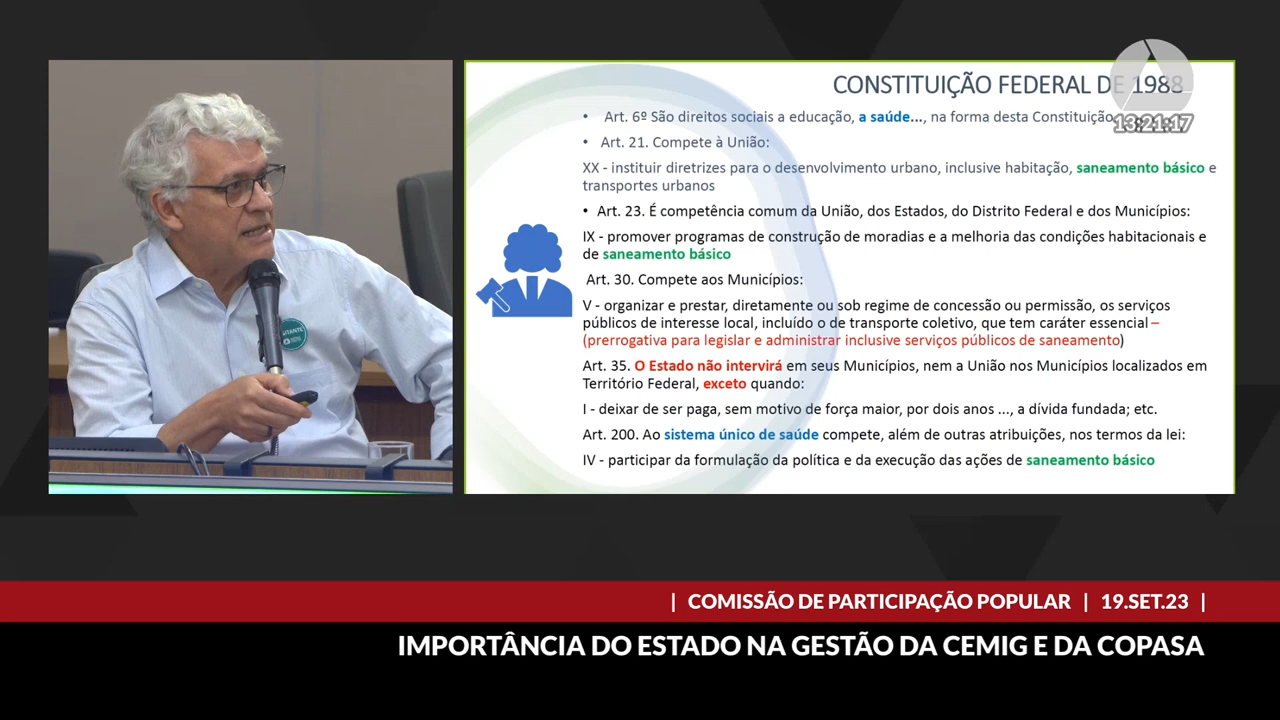 CONSTITUIÇÃO FEDERAL DE 1988
• Art. 6º São direitos sociais a educação, a saúde..., na forma desta Constituição.
13:21:17
• Art. 21. Compete à União:
XX - instituir diretrizes para o desenvolvimento urbano, inclusive habitação, saneamento básico e
transportes urbanos
• Art. 23. É competência comum da União, dos Estados, do Distrito Federal e dos Municípios:
IX - promover programas de construção de moradias e a melhoria das condições habitacionais e
de saneamento básico
Art. 30. Compete aos Municípios:
V - organizar e prestar, diretamente ou sob regime de concessão ou permissão, os serviços
públicos de interesse local, incluído o de transporte coletivo, que tem caráter essencial –
(prerrogativa para legislar e administrar inclusive serviços públicos de saneamento)
Art. 35. O Estado não intervirá em seus Municípios, nem a União nos Municípios localizados em
Território Federal, exceto quando:
I - deixar de ser paga, sem motivo de força maior, por dois anos ..., a dívida fundada; etc.
Art. 200. Ao sistema único de saúde compete, além de outras atribuições, nos termos da lei:
IV - participar da formulação da política e da execução das ações de saneamento básico
| COMISSÃO DE PARTICIPAÇÃO POPULAR | 19.SET.23 |
IMPORTÂNCIA DO ESTADO NA GESTÃO DA CEMIG E DA COPASA